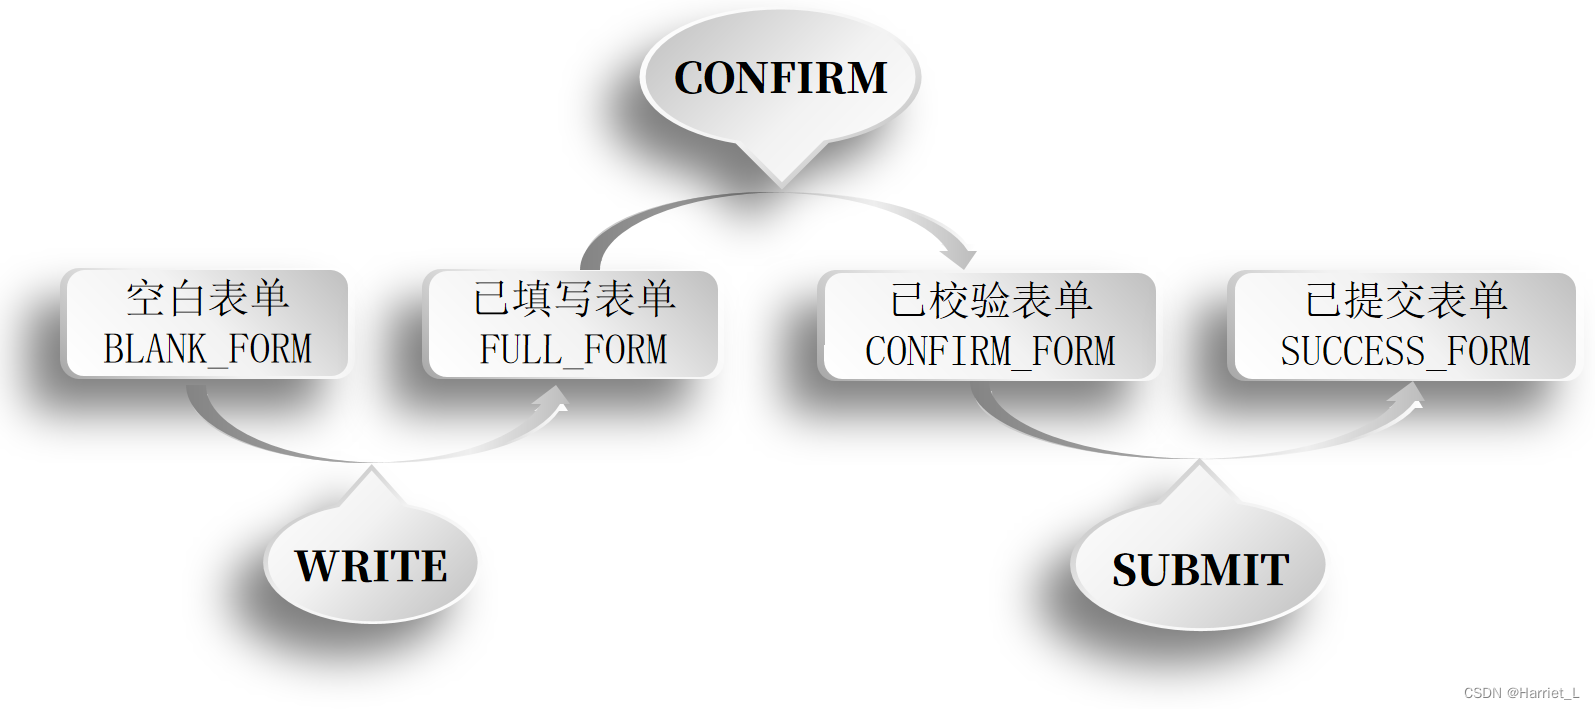 CONFIRM
空白表单
BLANK_FORM
已填写表单
FULL_FORM
已校验表单
CONFIRM_FORM
已提交表单
SUCCESS_FORM
WRITE
SUBMIT
CSDN @Harriet_L